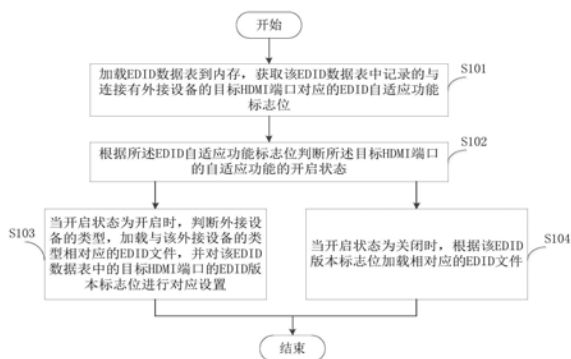 开始
S101
加载EDID数据表到内存，获取该EDID数据表中记录的与
连接有外接设备的目标HDMI端口对应的EDID自适应功能
标志位
S102
根据所述EDID自适应功能标志位判断所述目标HDMI端口
的自适应功能的开启状态
S103
当开启状态为开启时，判断外接设
备的类型，加载与该外接设备的类
型相对应的EDID文件，并对该EDID
数据表中的目标HDMI端口的EDID版
本标志位进行对应设置
S104
当开启状态为关闭时，根据该EDID
版本标志位加载相对应的EDID文件
结束